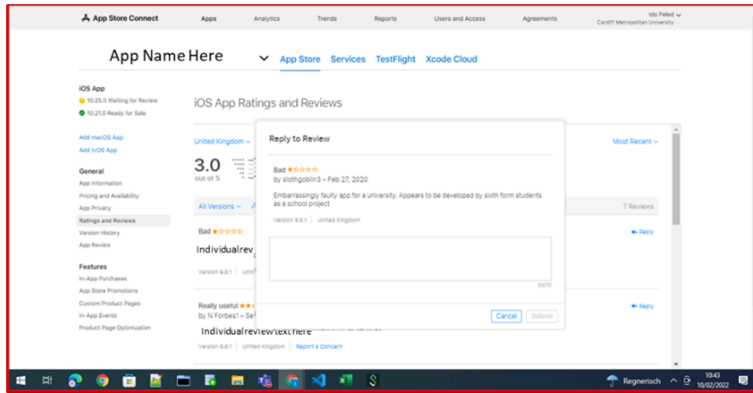 App Store Connect
Apps
Analytics
Trends
Reports
Users and Access
Agreements
Ido Peled
Cardiff Metropolitan University
App Name Here
App Store
Services
TestFlight
Xcode Cloud
iOS App
10.25.0 Waiting for Review
10.21.0 Ready for Sale
Add macOS App
Add tvOS App
General
App Information
Pricing and Availability
App Privacy
Ratings and Reviews
Version History
App Review
Features
In-App Purchases
App Store Promotions
Custom Product Pages
In-App Events
Product Page Optimization
iOS App Ratings and Reviews
United Kingdom
Most Recent
3.0
out of 5
All Versions
7 Reviews
Bad
Reply
Individualrev
Version 9.8.1
Really useful
Reply
by N Forbes1 –
Individualreviewtexthere
Version 9.8.1 | United Kingdom | Report a Concern
Reply to Review
Bad ★☆☆☆☆
by slothgoblin3 – Feb 27, 2020
Embarrassingly faulty app for a university. Appears to be developed by sixth form students
as a school project
Version 9.8.1 | United Kingdom
Cancel
Submit
Regnerisch
10:43
10/02/2022